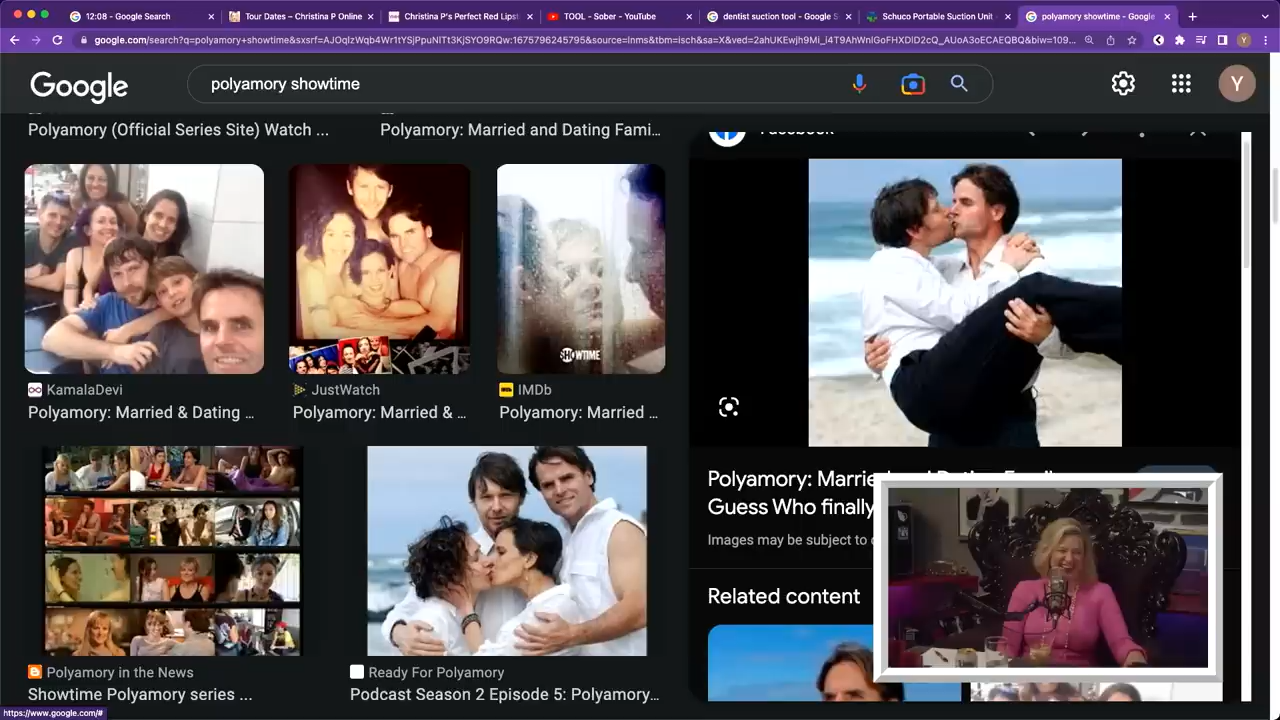 12:08 - Google Search
Tour Dates – Christina P Online
Christina P's Perfect Red Lips
TOOL - Sober - YouTube
dentist suction tool - Google S
Schuco Portable Suction Unit
polyamory showtime - Google
Google
polyamory showtime
Y
Polyamory (Official Series Site) Watch ...
Polyamory: Married and Dating Fami...
Facebook
KamalaDevi
Polyamory: Married & Dating ...
JustWatch
Polyamory: Married & ...
SHOWTIME
IMDb
Polyamory: Married ...
Polyamory in the News
Showtime Polyamory series ...
Ready For Polyamory
Podcast Season 2 Episode 5: Polyamory...
Guess Who finally
Images may be subject to
Related content
https://www.google.com/#